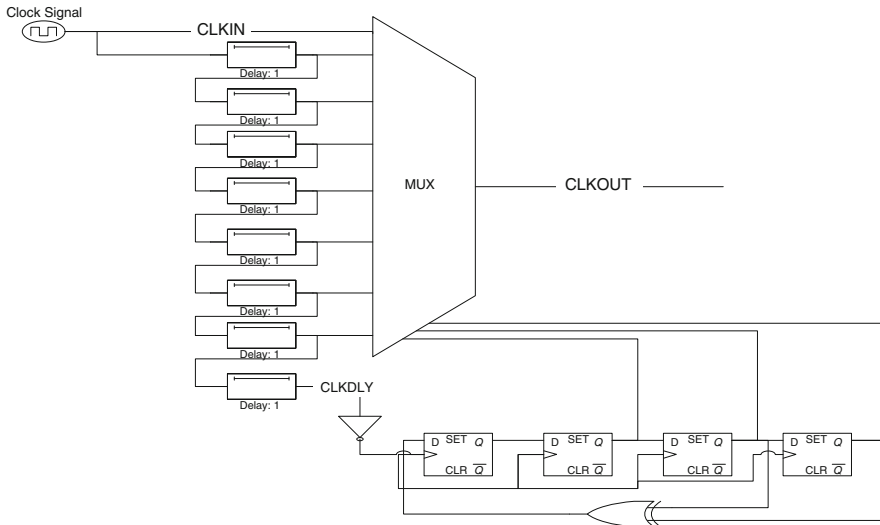 Clock Signal
CLKIN
Delay: 1
Delay: 1
Delay: 1
Delay: 1
MUX
CLKOUT
Delay: 1
Delay: 1
Delay: 1
CLKDLY
Delay: 1
D SET Q
CLR Q̅
D SET Q
CLR Q̅
D SET Q
CLR Q̅
D SET Q
CLR Q̅